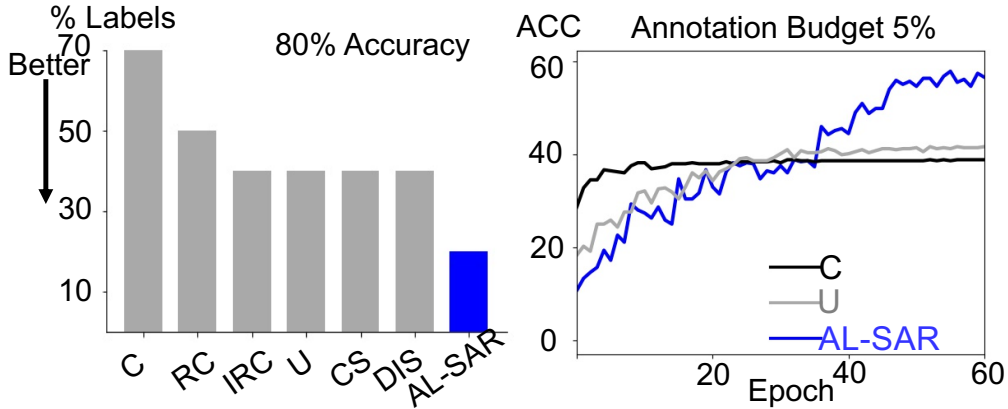 % Labels
70
Better
80% Accuracy
50
30
10
C
RC
IRC
U
CS
DIS
AL-SAR
ACC
Annotation Budget 5%
60
40
20
0
C
U
AL-SAR
20
40
60
Epoch